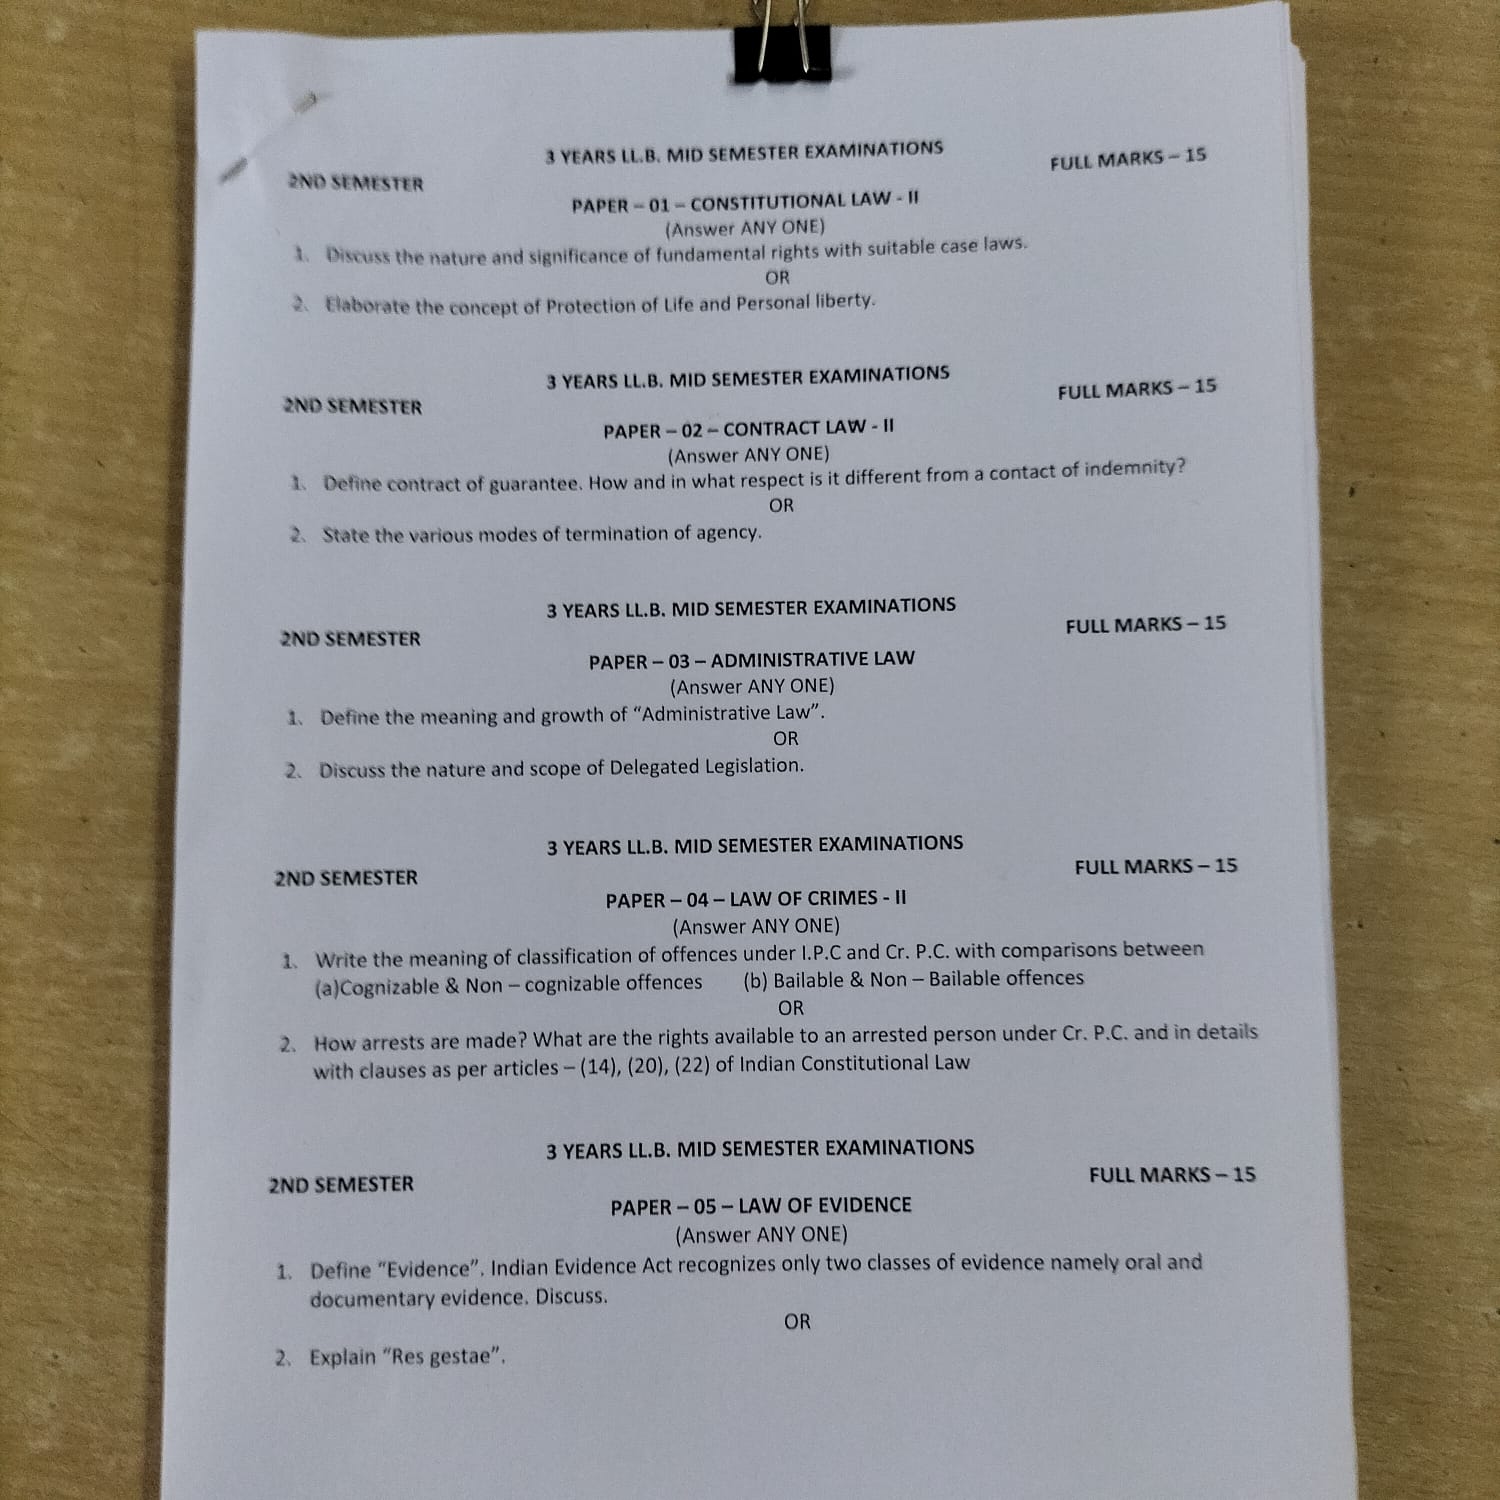 3 YEARS LL.B. MID SEMESTER EXAMINATIONS
2ND SEMESTER FULL MARKS – 15
PAPER – 01 – CONSTITUTIONAL LAW - II
(Answer ANY ONE)
1. Discuss the nature and significance of fundamental rights with suitable case laws.
OR
2. Elaborate the concept of Protection of Life and Personal liberty.
3 YEARS LL.B. MID SEMESTER EXAMINATIONS
2ND SEMESTER FULL MARKS – 15
PAPER – 02 – CONTRACT LAW - II
(Answer ANY ONE)
1. Define contract of guarantee. How and in what respect is it different from a contact of indemnity?
OR
2. State the various modes of termination of agency.
3 YEARS LL.B. MID SEMESTER EXAMINATIONS
2ND SEMESTER FULL MARKS – 15
PAPER – 03 – ADMINISTRATIVE LAW
(Answer ANY ONE)
1. Define the meaning and growth of “Administrative Law”.
OR
2. Discuss the nature and scope of Delegated Legislation.
3 YEARS LL.B. MID SEMESTER EXAMINATIONS
2ND SEMESTER FULL MARKS – 15
PAPER – 04 – LAW OF CRIMES - II
(Answer ANY ONE)
1. Write the meaning of classification of offences under I.P.C and Cr. P.C. with comparisons between
(a)Cognizable & Non – cognizable offences (b) Bailable & Non – Bailable offences
OR
2. How arrests are made? What are the rights available to an arrested person under Cr. P.C. and in details
with clauses as per articles – (14), (20), (22) of Indian Constitutional Law
3 YEARS LL.B. MID SEMESTER EXAMINATIONS
2ND SEMESTER FULL MARKS – 15
PAPER – 05 – LAW OF EVIDENCE
(Answer ANY ONE)
1. Define “Evidence”. Indian Evidence Act recognizes only two classes of evidence namely oral and
documentary evidence. Discuss.
OR
2. Explain “Res gestae”.